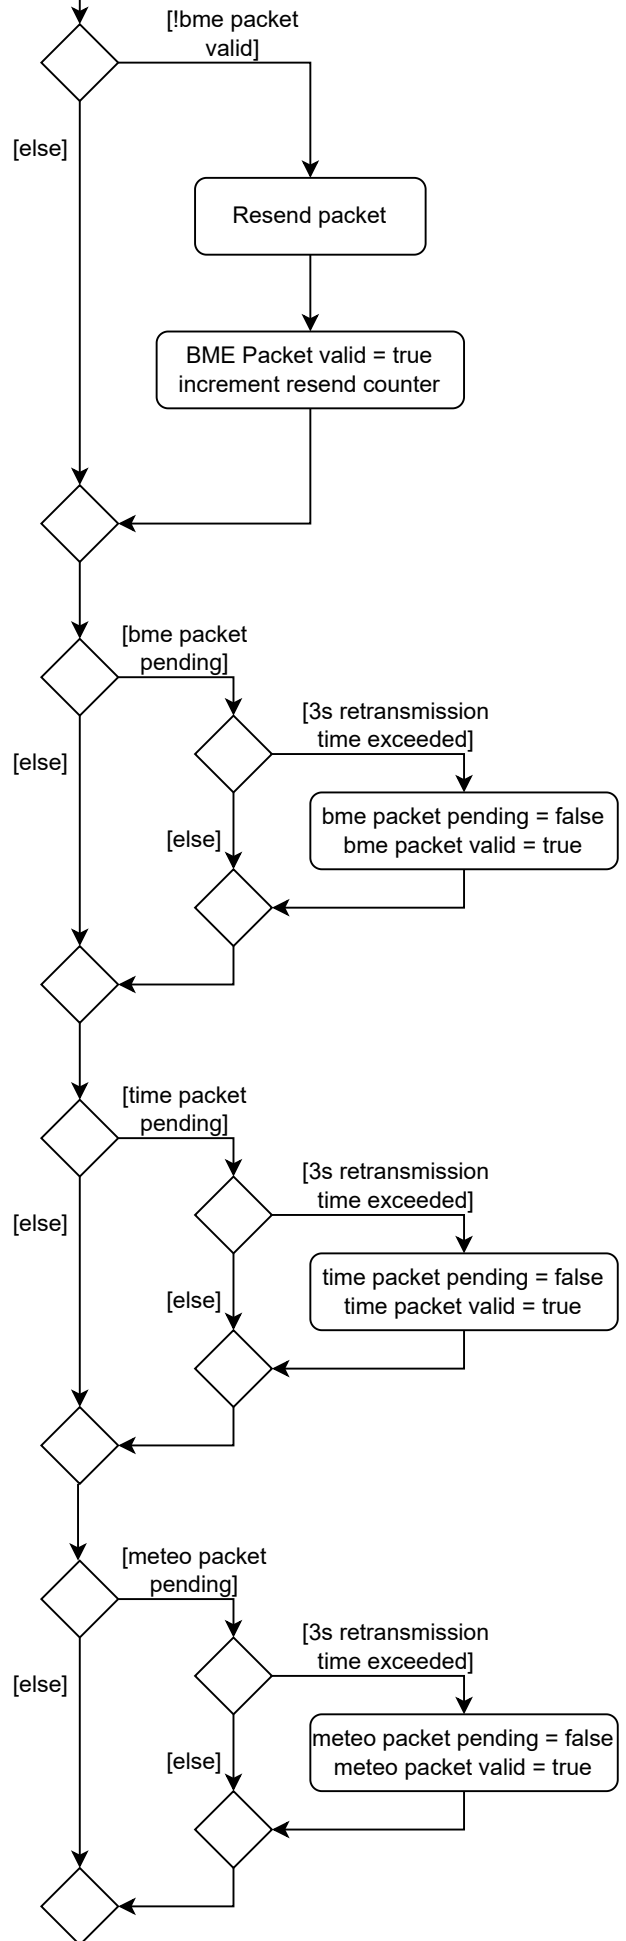 [!bme packet
valid]
[else]
Resend packet
BME Packet valid = true
increment resend counter
[bme packet
pending]
[3s retransmission
time exceeded]
[else]
bme packet pending = false
bme packet valid = true
[else]
[time packet
pending]
[3s retransmission
time exceeded]
[else]
time packet pending = false
time packet valid = true
[else]
[meteo packet
pending]
[3s retransmission
time exceeded]
[else]
meteo packet pending = false
meteo packet valid = true
[else]